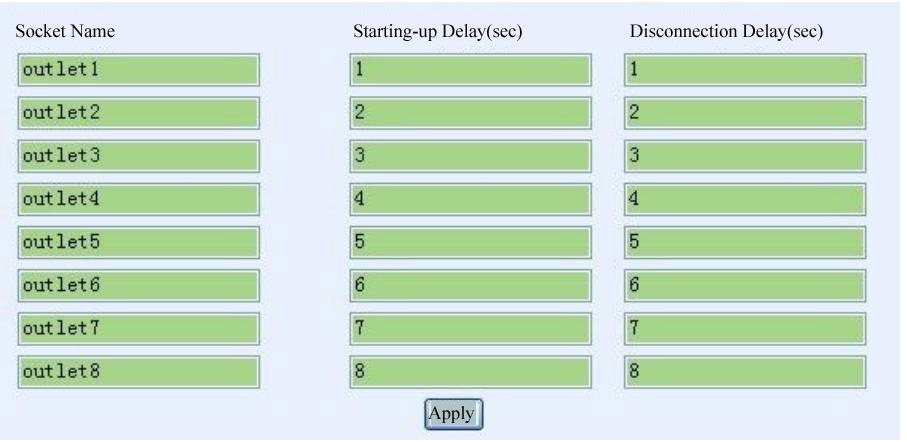 Socket Name Starting-up Delay(sec) Disconnection Delay(sec)
outlet1 1 1
outlet2 2 2
outlet3 3 3
outlet4 4 4
outlet5 5 5
outlet6 6 6
outlet7 7 7
outlet8 8 8
Apply